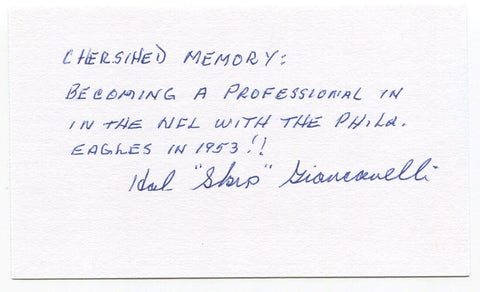 CHERSIHED MEMORY:
BECOMING A PROFESSIONAL IN
IN THE NFL WITH THE PHILA.
EAGLES IN 1953!!
Hal "Skip" Giancanelli